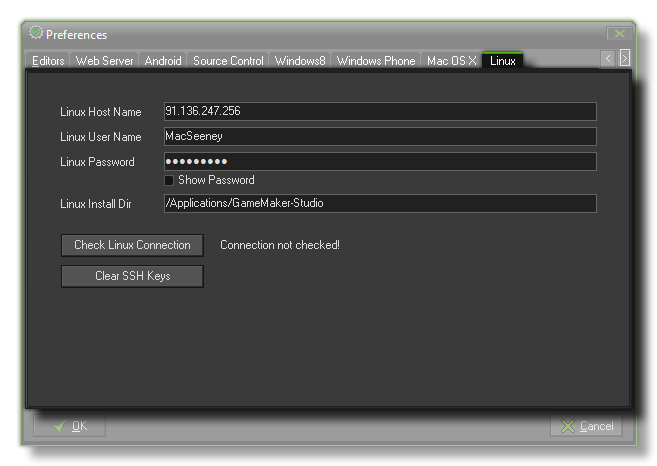 Preferences
Editors Web Server Android Source Control Windows8 Windows Phone Mac OS X Linux
Linux Host Name 91.136.247.256
Linux User Name MacSeeney
Linux Password ●●●●●●●●●
Show Password
Linux Install Dir /Applications/GameMaker-Studio
Check Linux Connection Connection not checked!
Clear SSH Keys
OK Cancel